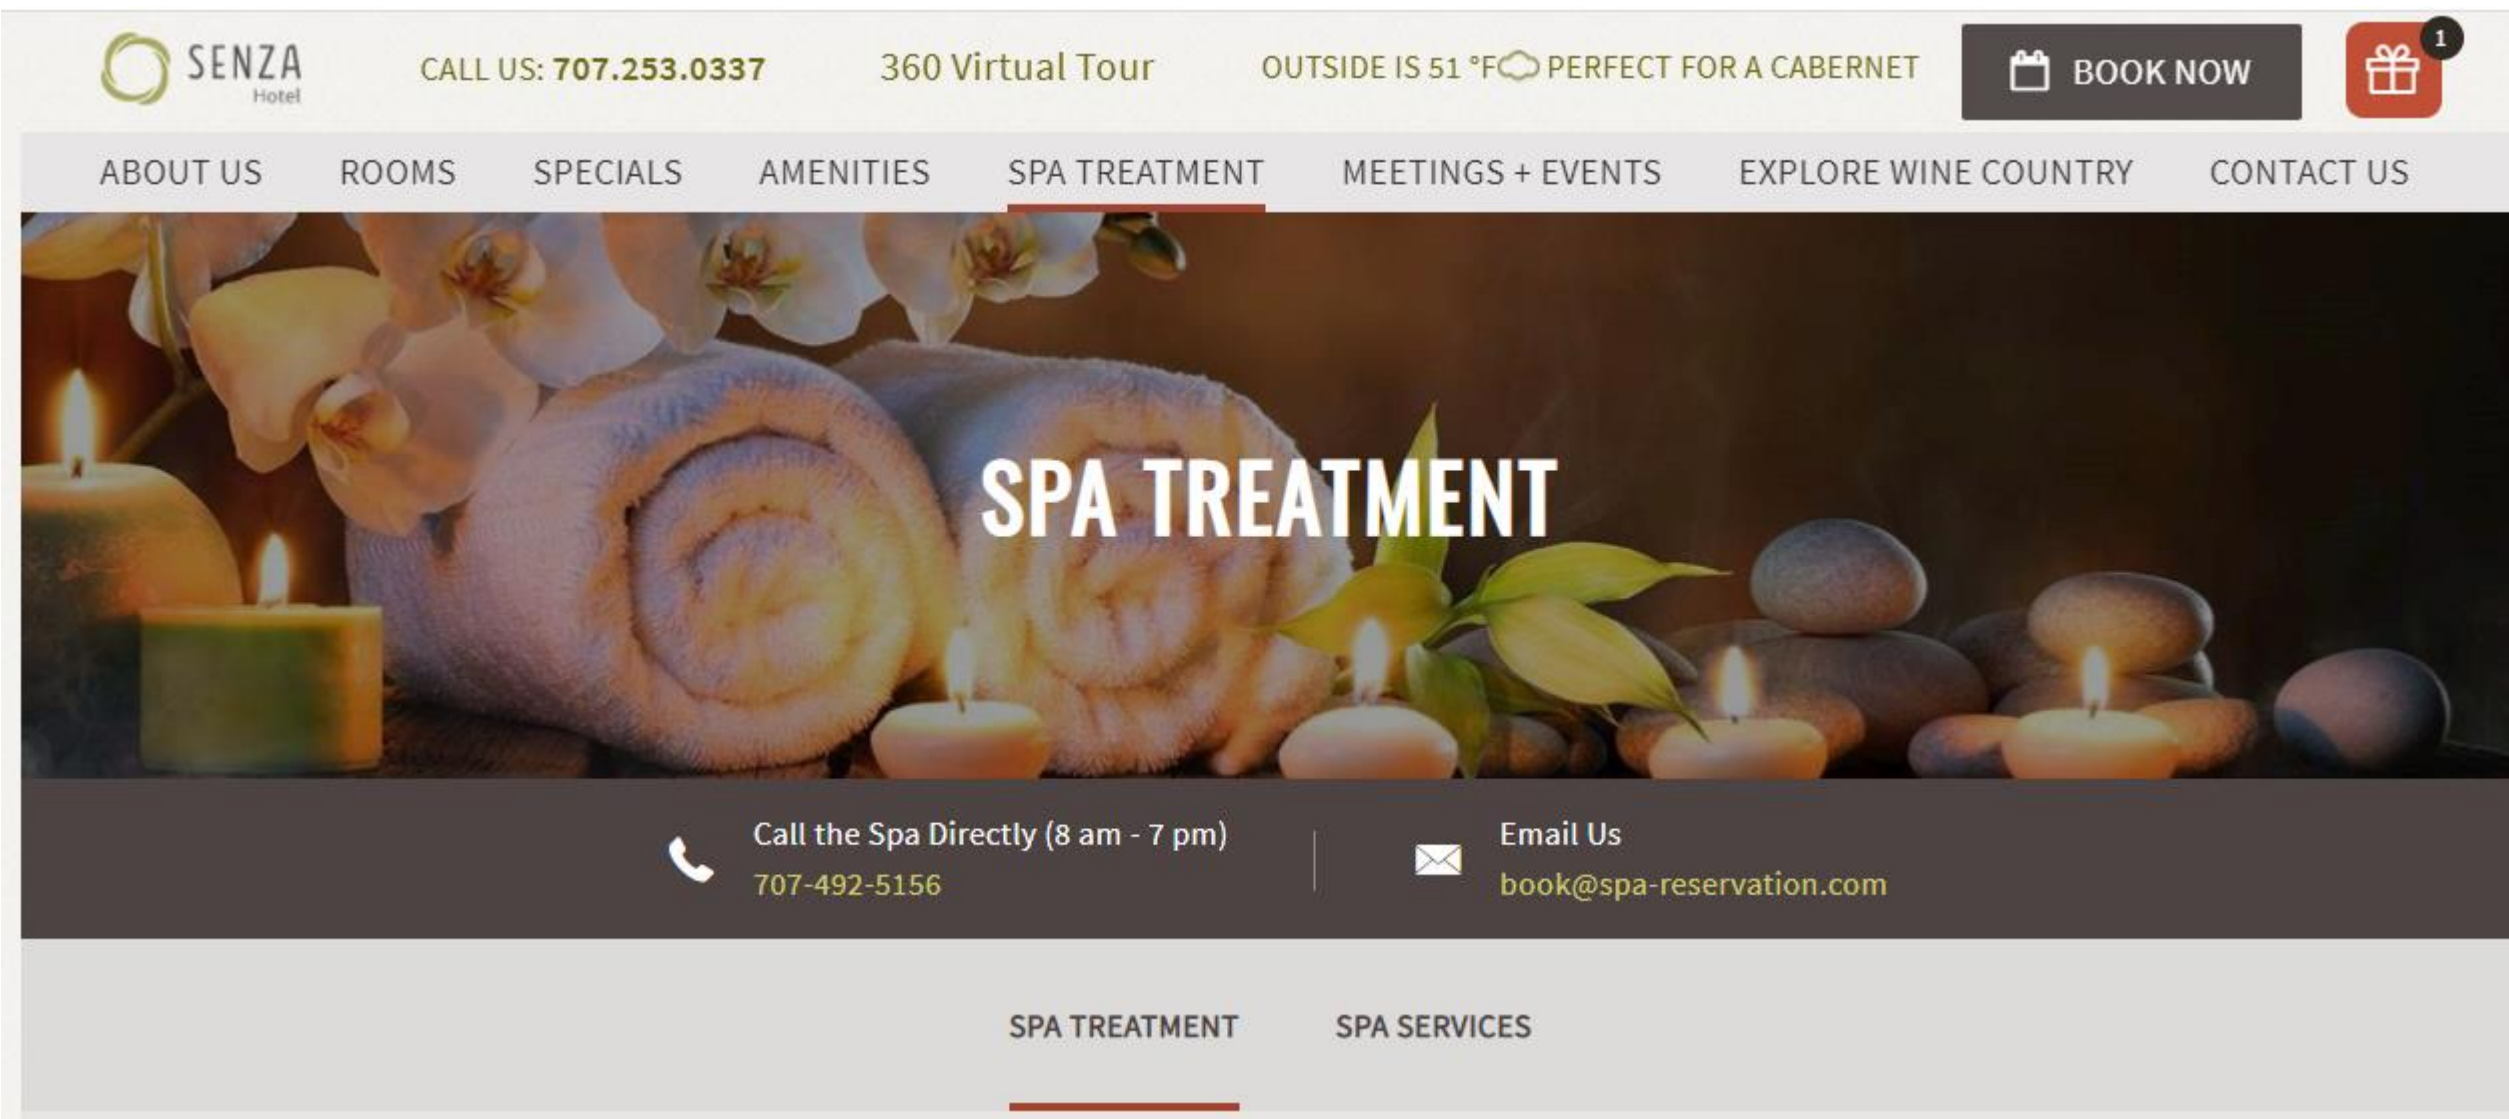 SENZA
Hotel
CALL US: 707.253.0337
360 Virtual Tour
OUTSIDE IS 51 °F PERFECT FOR A CABERNET
BOOK NOW
1
ABOUT US ROOMS SPECIALS AMENITIES SPA TREATMENT MEETINGS + EVENTS EXPLORE WINE COUNTRY CONTACT US
SPA TREATMENT
Call the Spa Directly (8 am - 7 pm)
707-492-5156
Email Us
book@spa-reservation.com
SPA TREATMENT SPA SERVICES